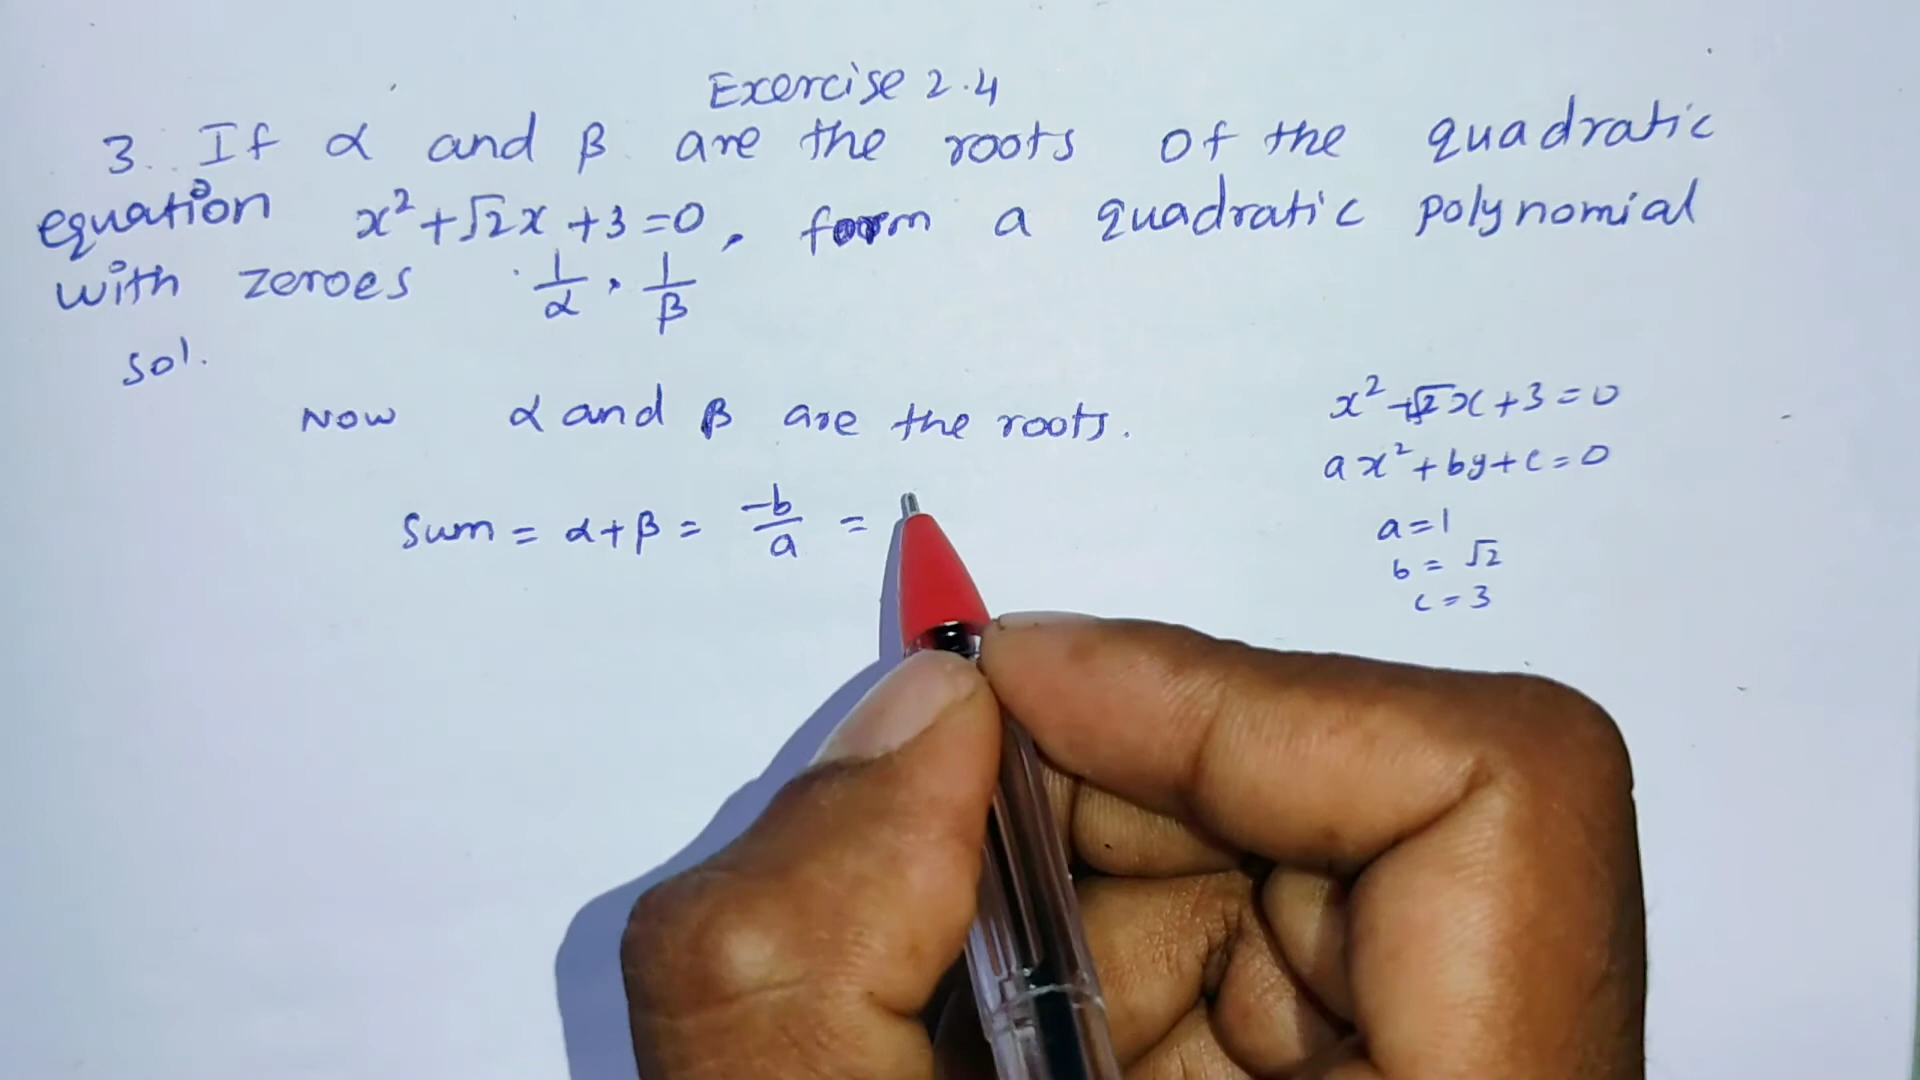 Exercise 2.4
3. If α and β are the roots of the quadratic
equation x² + √2x + 3 = 0, form a quadratic polynomial
with zeroes 1/α, 1/β
Sol.
Now α and β are the roots.
Sum = α + β = -b/a =
x² + √2x + 3 = 0
ax² + by + c = 0
a = 1
b = √2
c = 3